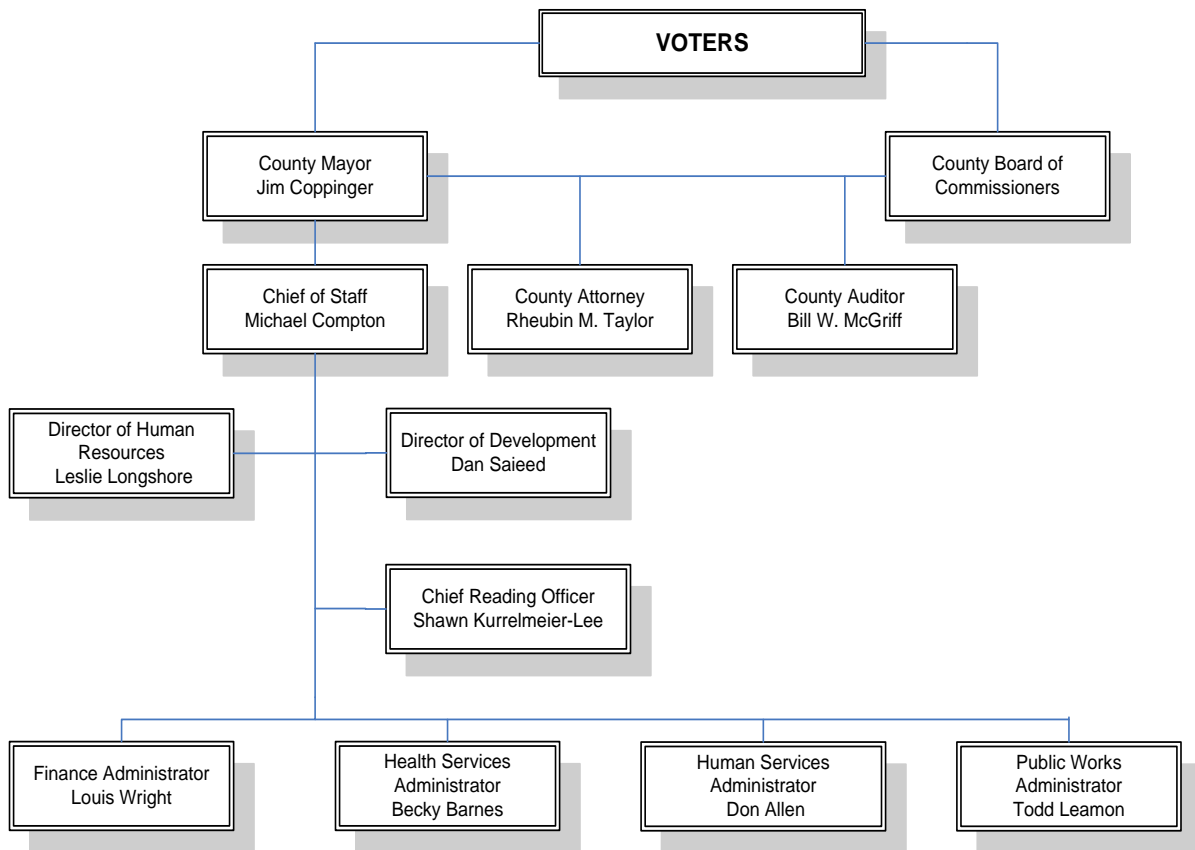 VOTERS
County Mayor
Jim Coppinger
County Board of
Commissioners
Chief of Staff
Michael Compton
County Attorney
Rheubin M. Taylor
County Auditor
Bill W. McGriff
Director of Human
Resources
Leslie Longshore
Director of Development
Dan Saieed
Chief Reading Officer
Shawn Kurrelmeier-Lee
Finance Administrator
Louis Wright
Health Services
Administrator
Becky Barnes
Human Services
Administrator
Don Allen
Public Works
Administrator
Todd Leamon